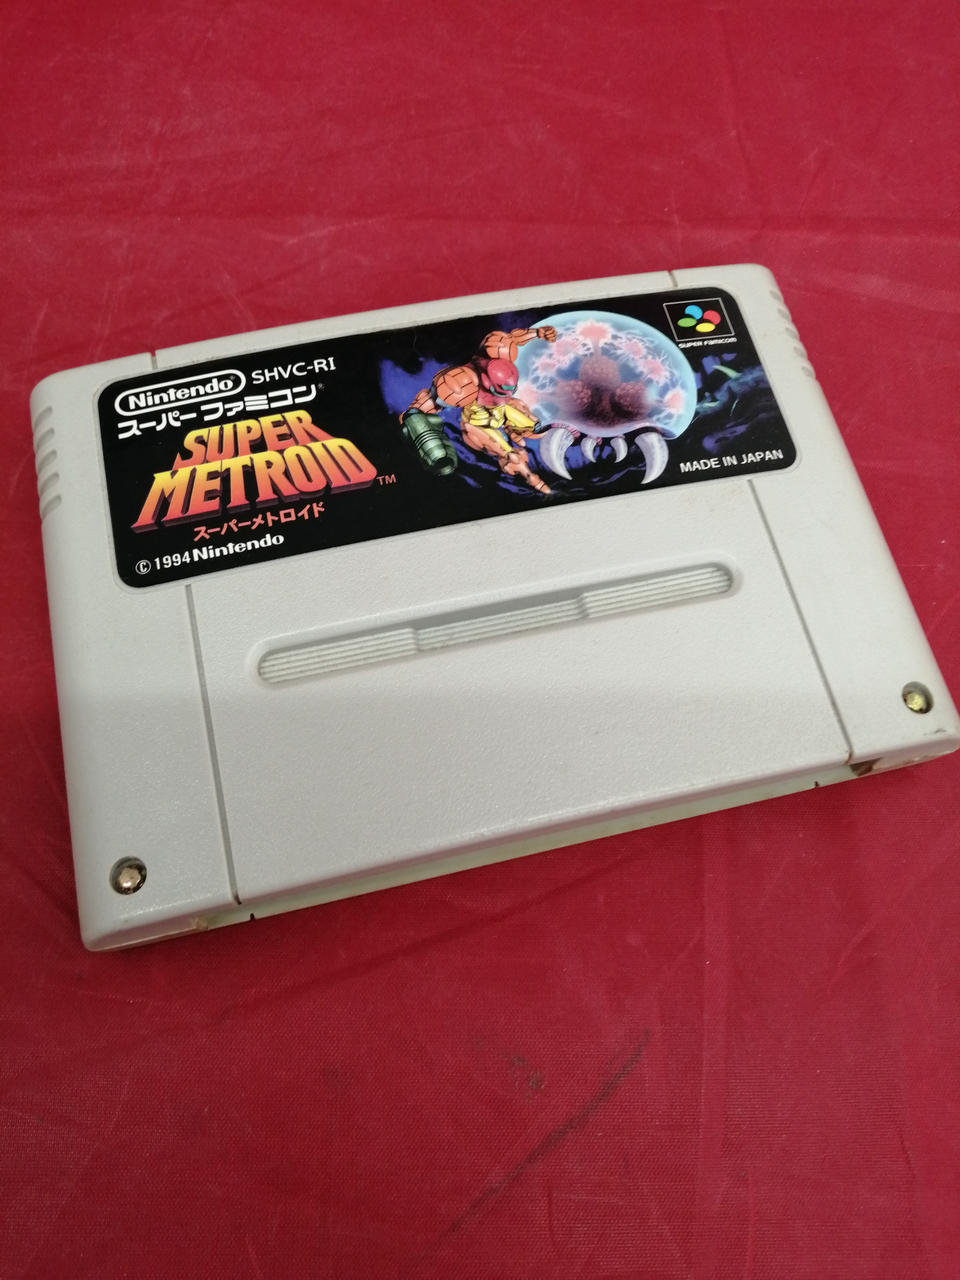 Nintendo® SHVC-RI
スーパーファミコン®
SUPER
METROID™
スーパーメトロイド
©1994 Nintendo
SUPER FAMICOM
MADE IN JAPAN